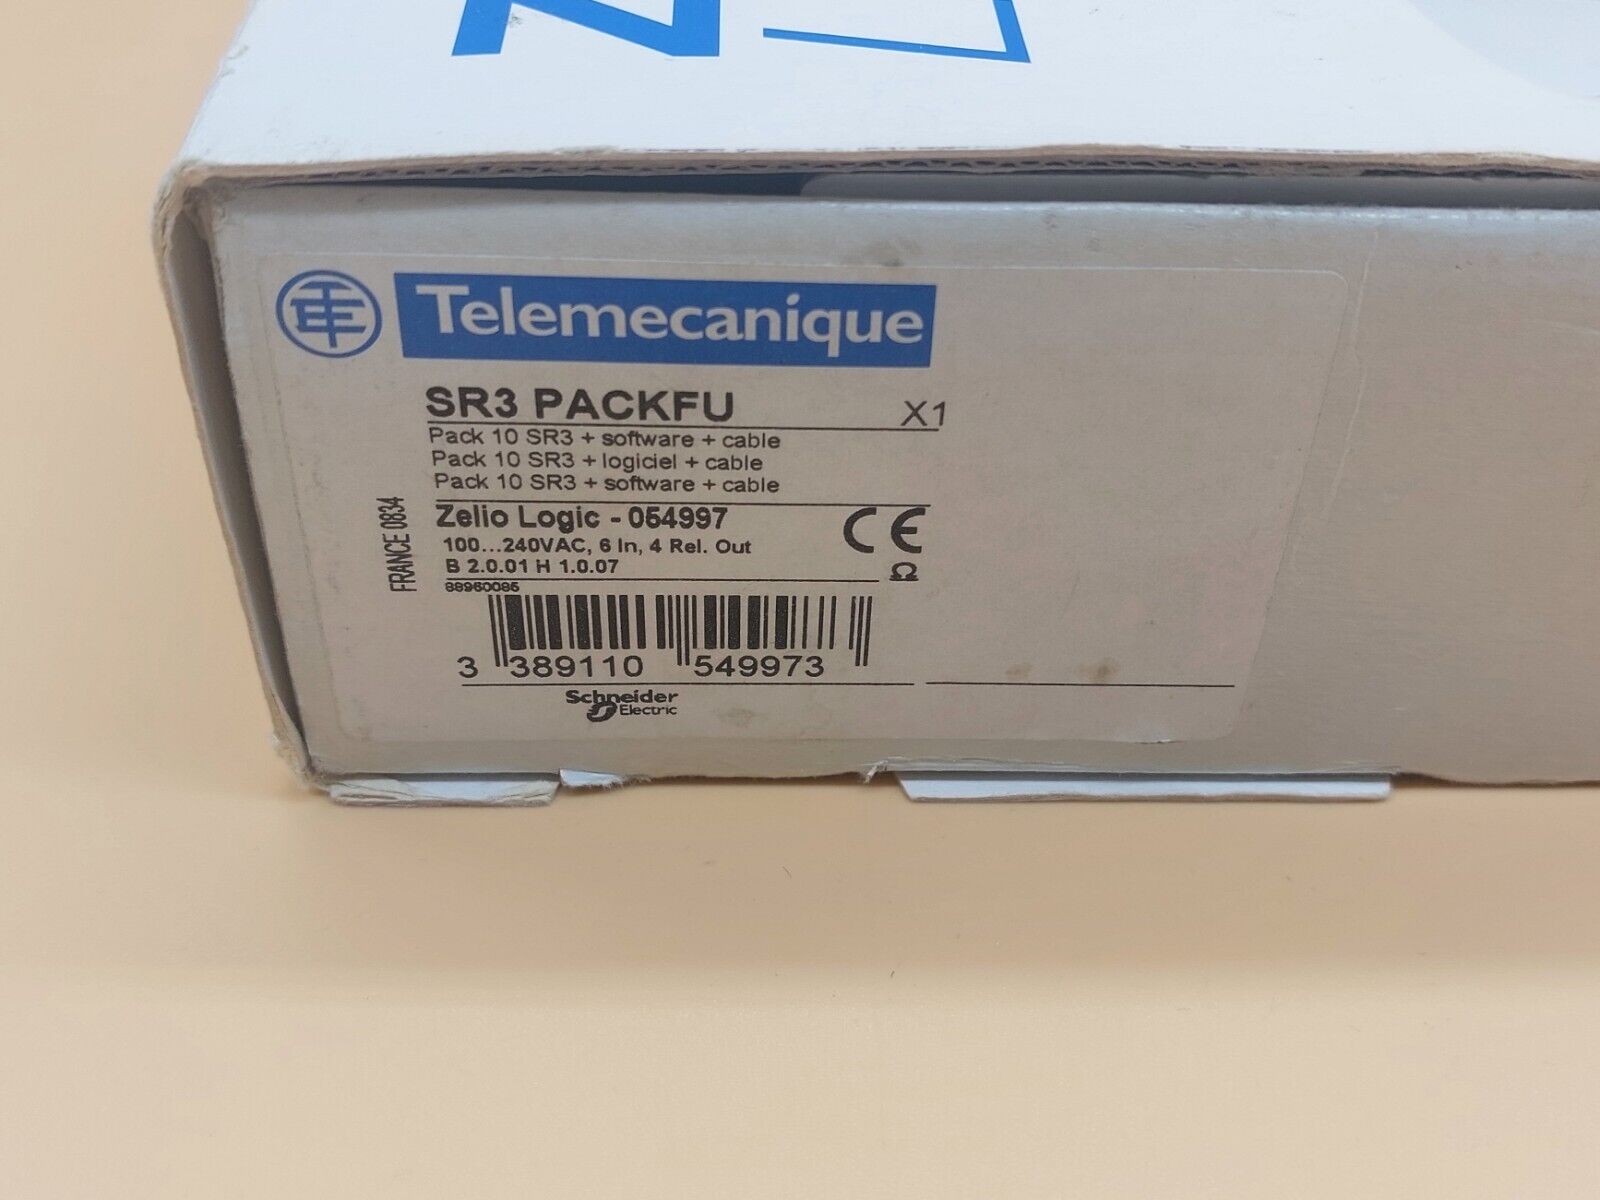 Telemecanique
SR3 PACKFU X1
Pack 10 SR3 + software + cable
Pack 10 SR3 + logiciel + cable
Pack 10 SR3 + software + cable
FRANCE 0834
Zelio Logic - 054997 CE
100...240VAC, 6 In, 4 Rel. Out
B 2.0.01 H 1.0.07 Ω
88960085
3 389110 549973
Schneider
Electric